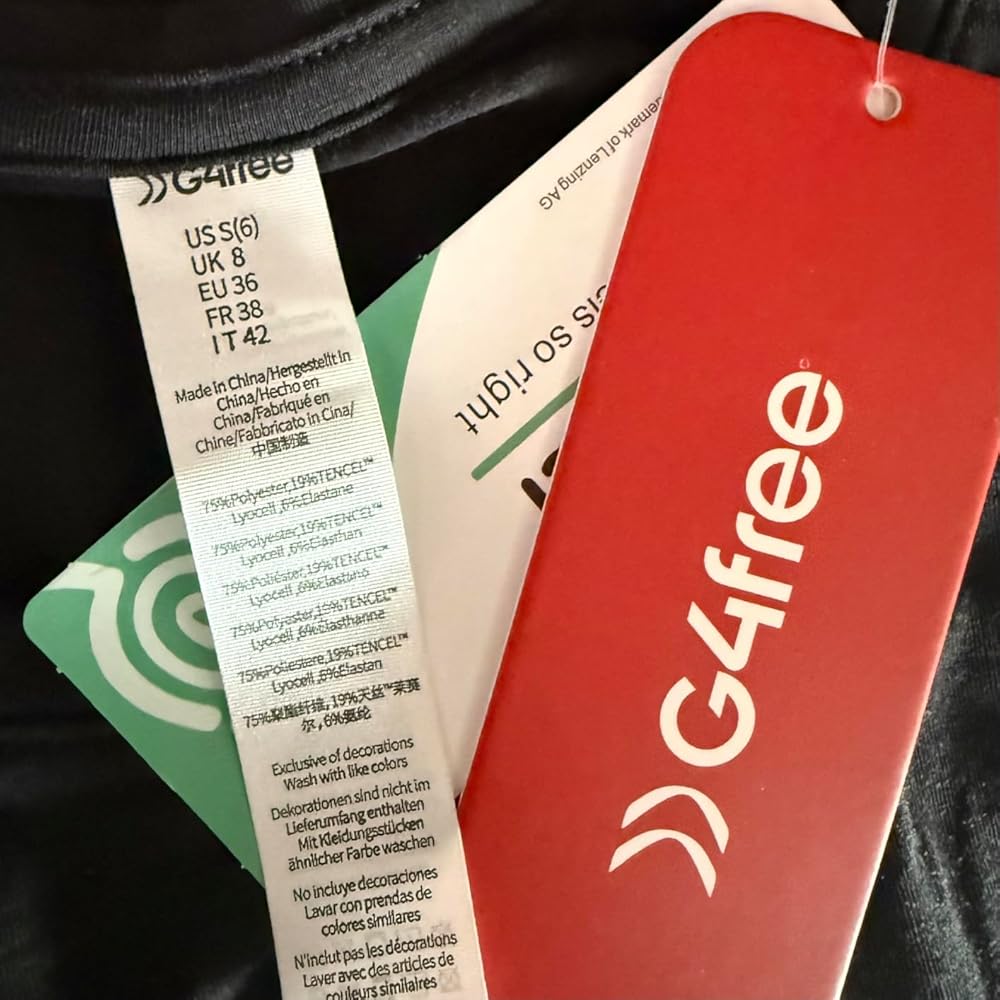 G4free
US S(6)
UK 8
EU 36
FR 38
IT 42
Made in China/Hergestellt in
China/Hecho en
China/Fabriqué en
Chine/Fabbricato in Cina/
中国制造
75%Polyester,19%TENCEL™
Lyocell ,6%Elastane
75%Polyester,19%TENCEL™
Lyocell ,6%Elasthan
75%Poliéster,19%TENCEL™
Lyocell ,6%Elastano
75%Polyester,19%TENCEL™
Lyocell ,6%Élasthanne
75%Poliestere,19%TENCEL™
Lyocell ,6%Elastan
75%聚酯纤维, 19%天丝™莱赛
尔, 6%氨纶
Exclusive of decorations
Wash with like colors
Dekorationen sind nicht im
Lieferumfang enthalten
Mit Kleidungsstücken
ähnlicher Farbe waschen
No incluye decoraciones
Lavar con prendas de
colores similares
N'inclut pas les décorations
Laver avec des articles de
couleurs similaires
of Lenzing AG
so right
G4free